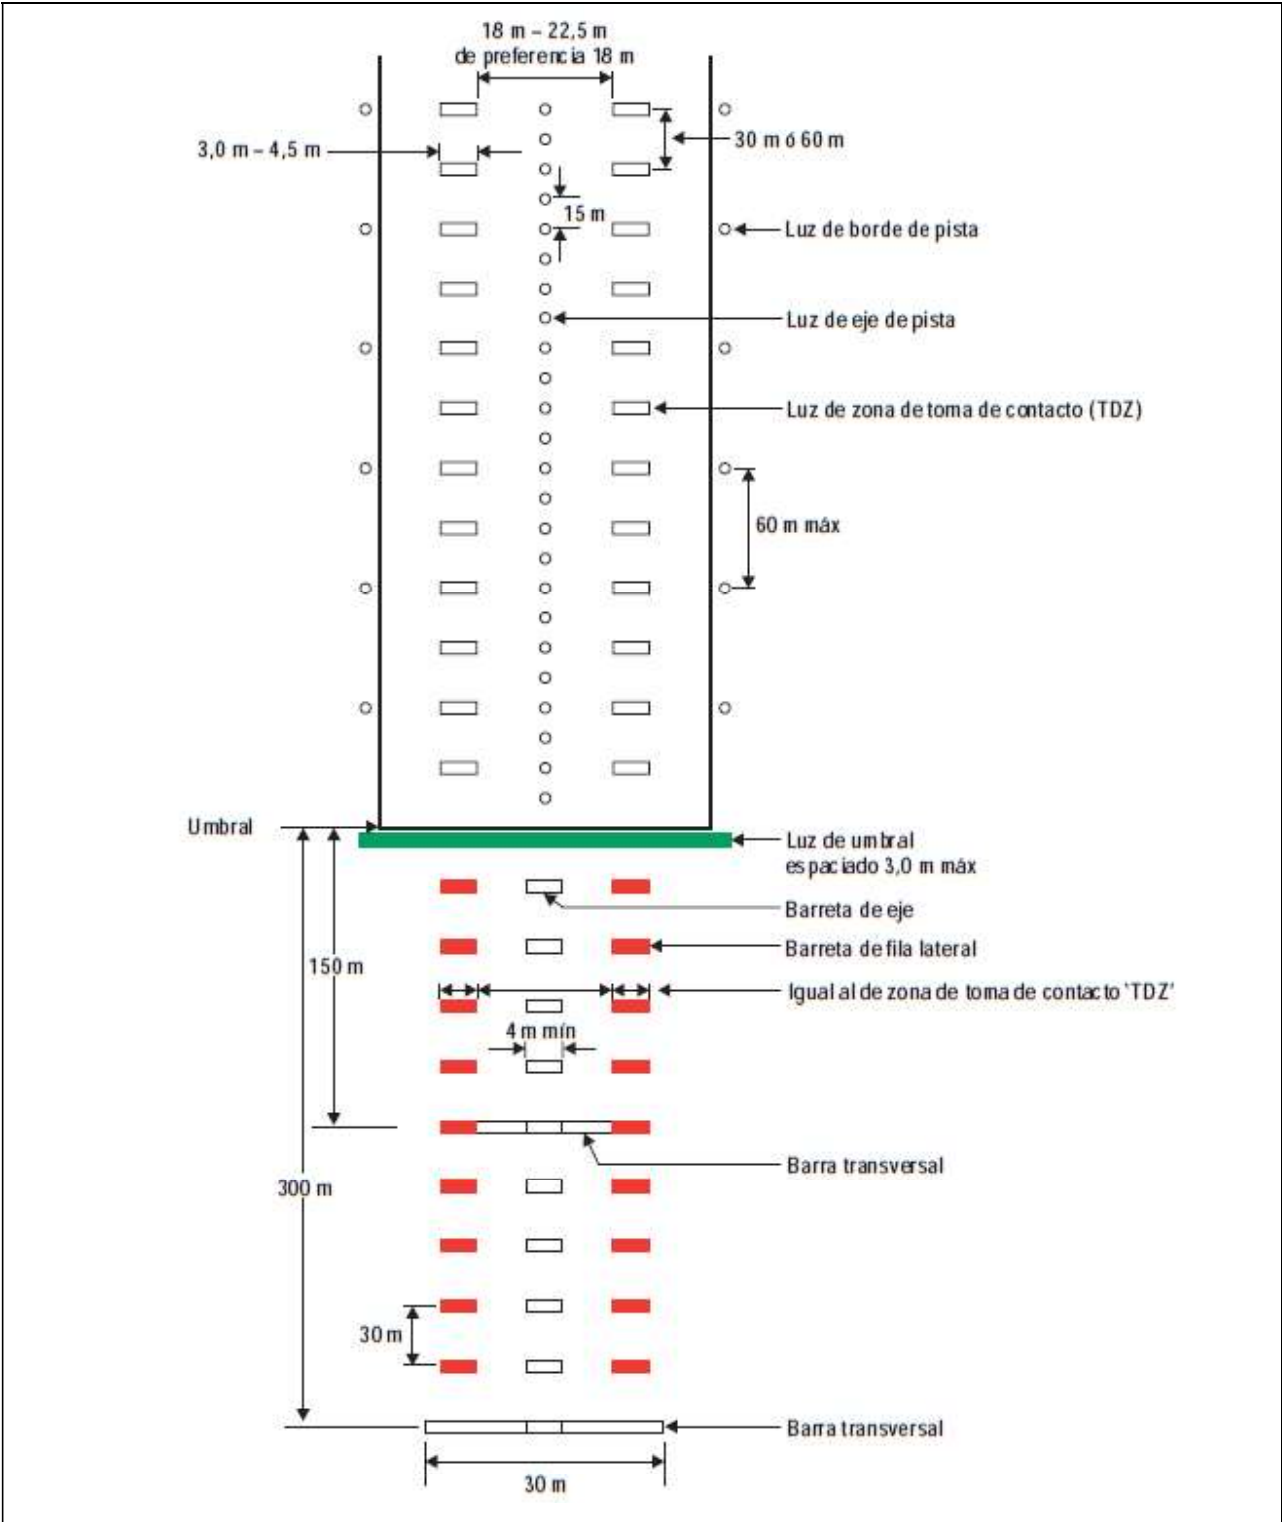 18 m – 22,5 m
de preferencia 18 m
3,0 m – 4,5 m
30 m ó 60 m
15 m
Luz de borde de pista
Luz de eje de pista
Luz de zona de toma de contacto (TDZ)
60 m máx
Umbral
Luz de umbral
espaciado 3,0 m máx
Barreta de eje
Barreta de fila lateral
150 m
Igual al de zona de toma de contacto ‘TDZ’
4 m mín
Barra transversal
300 m
30 m
Barra transversal
30 m